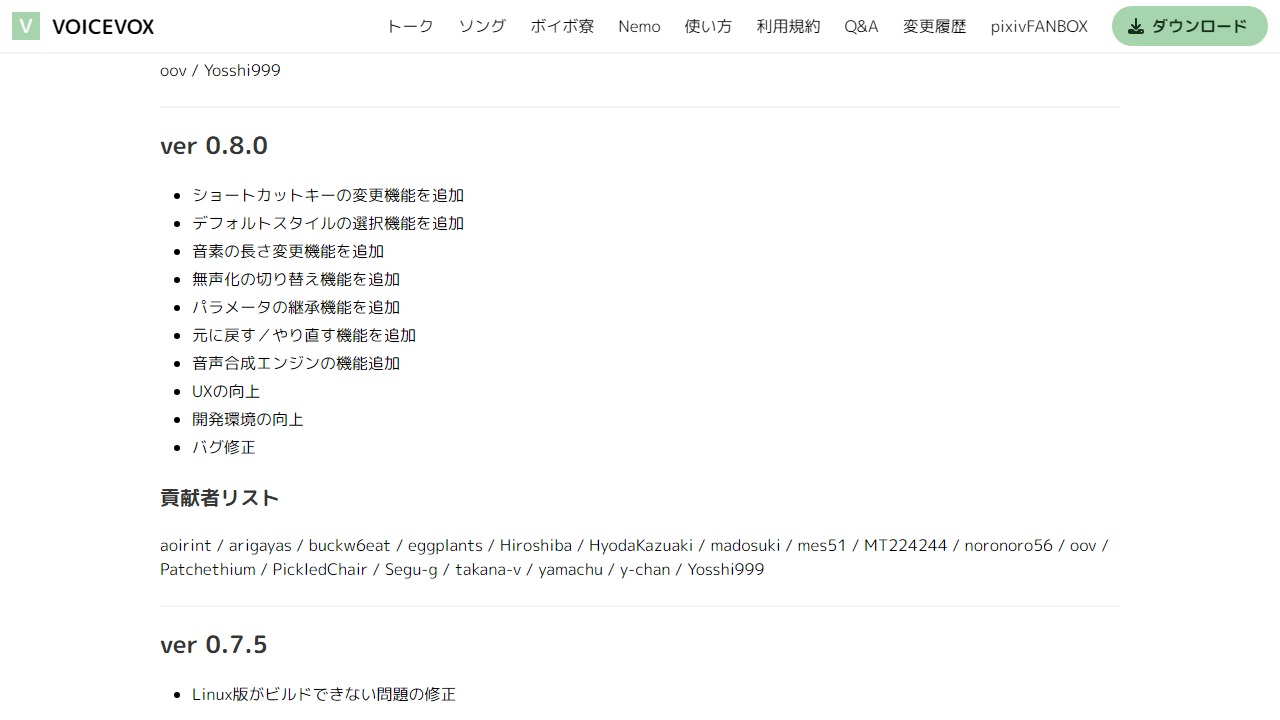 V VOICEVOX トーク ソング ボイボ寮 Nemo 使い方 利用規約 Q&A 変更履歴 pixivFANBOX ダウンロード
oov / Yosshi999
ver 0.8.0
ショートカットキーの変更機能を追加
デフォルトスタイルの選択機能を追加
音素の長さ変更機能を追加
無声化の切り替え機能を追加
パラメータの継承機能を追加
元に戻す／やり直す機能を追加
音声合成エンジンの機能追加
UXの向上
開発環境の向上
バグ修正
貢献者リスト
aoirint / arigayas / buckw6eat / eggplants / Hiroshiba / HyodaKazuaki / madosuki / mes51 / MT224244 / noronoro56 / oov /
Patchethium / PickledChair / Segu-g / takana-v / yamachu / y-chan / Yosshi999
ver 0.7.5
Linux版がビルドできない問題の修正